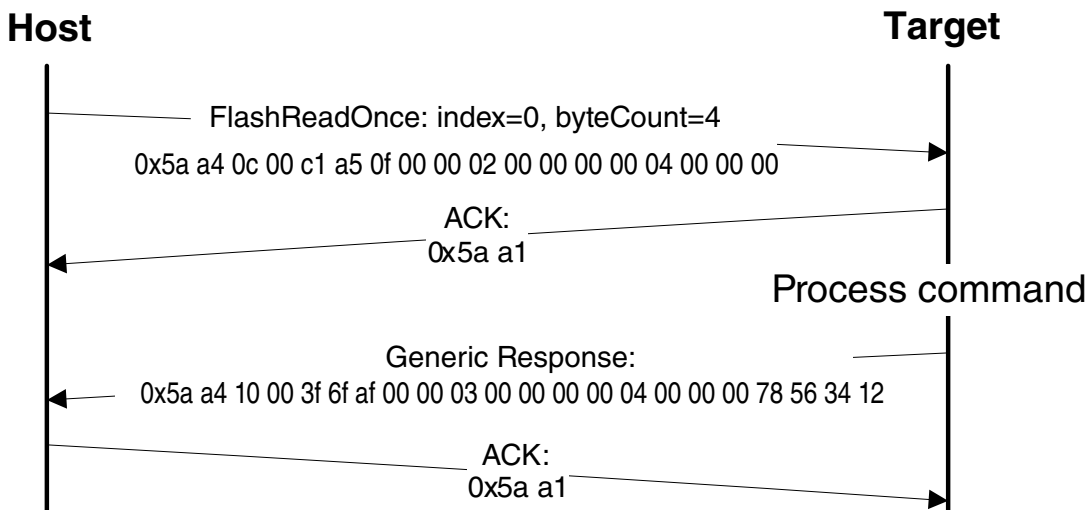 Host
Target
FlashReadOnce: index=0, byteCount=4
0x5a a4 0c 00 c1 a5 0f 00 00 02 00 00 00 00 04 00 00 00
ACK:
0x5a a1
Process command
Generic Response:
0x5a a4 10 00 3f 6f af 00 00 03 00 00 00 00 04 00 00 00 78 56 34 12
ACK:
0x5a a1